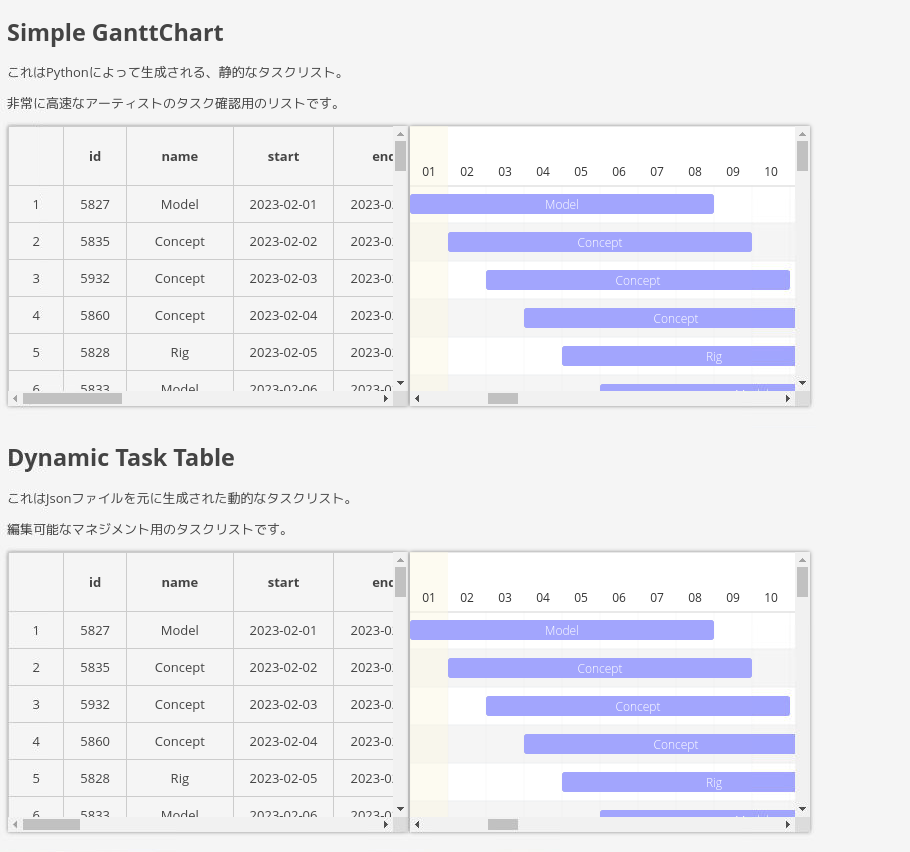 Simple GanttChart
これはPythonによって生成される、静的なタスクリスト。
非常に高速なアーティストのタスク確認用のリストです。
id name start end 01 02 03 04 05 06 07 08 09 10
1 5827 Model 2023-02-01 2023-0 Model
2 5835 Concept 2023-02-02 2023-0 Concept
3 5932 Concept 2023-02-03 2023-0 Concept
4 5860 Concept 2023-02-04 2023-0 Concept
5 5828 Rig 2023-02-05 2023-0 Rig
6 5833 Model 2023-02-06 2023-0
Dynamic Task Table
これはJsonファイルを元に生成された動的なタスクリスト。
編集可能なマネジメント用のタスクリストです。
id name start end 01 02 03 04 05 06 07 08 09 10
1 5827 Model 2023-02-01 2023-0 Model
2 5835 Concept 2023-02-02 2023-0 Concept
3 5932 Concept 2023-02-03 2023-0 Concept
4 5860 Concept 2023-02-04 2023-0 Concept
5 5828 Rig 2023-02-05 2023-0 Rig
6 5833 Model 2023-02-06 2023-0